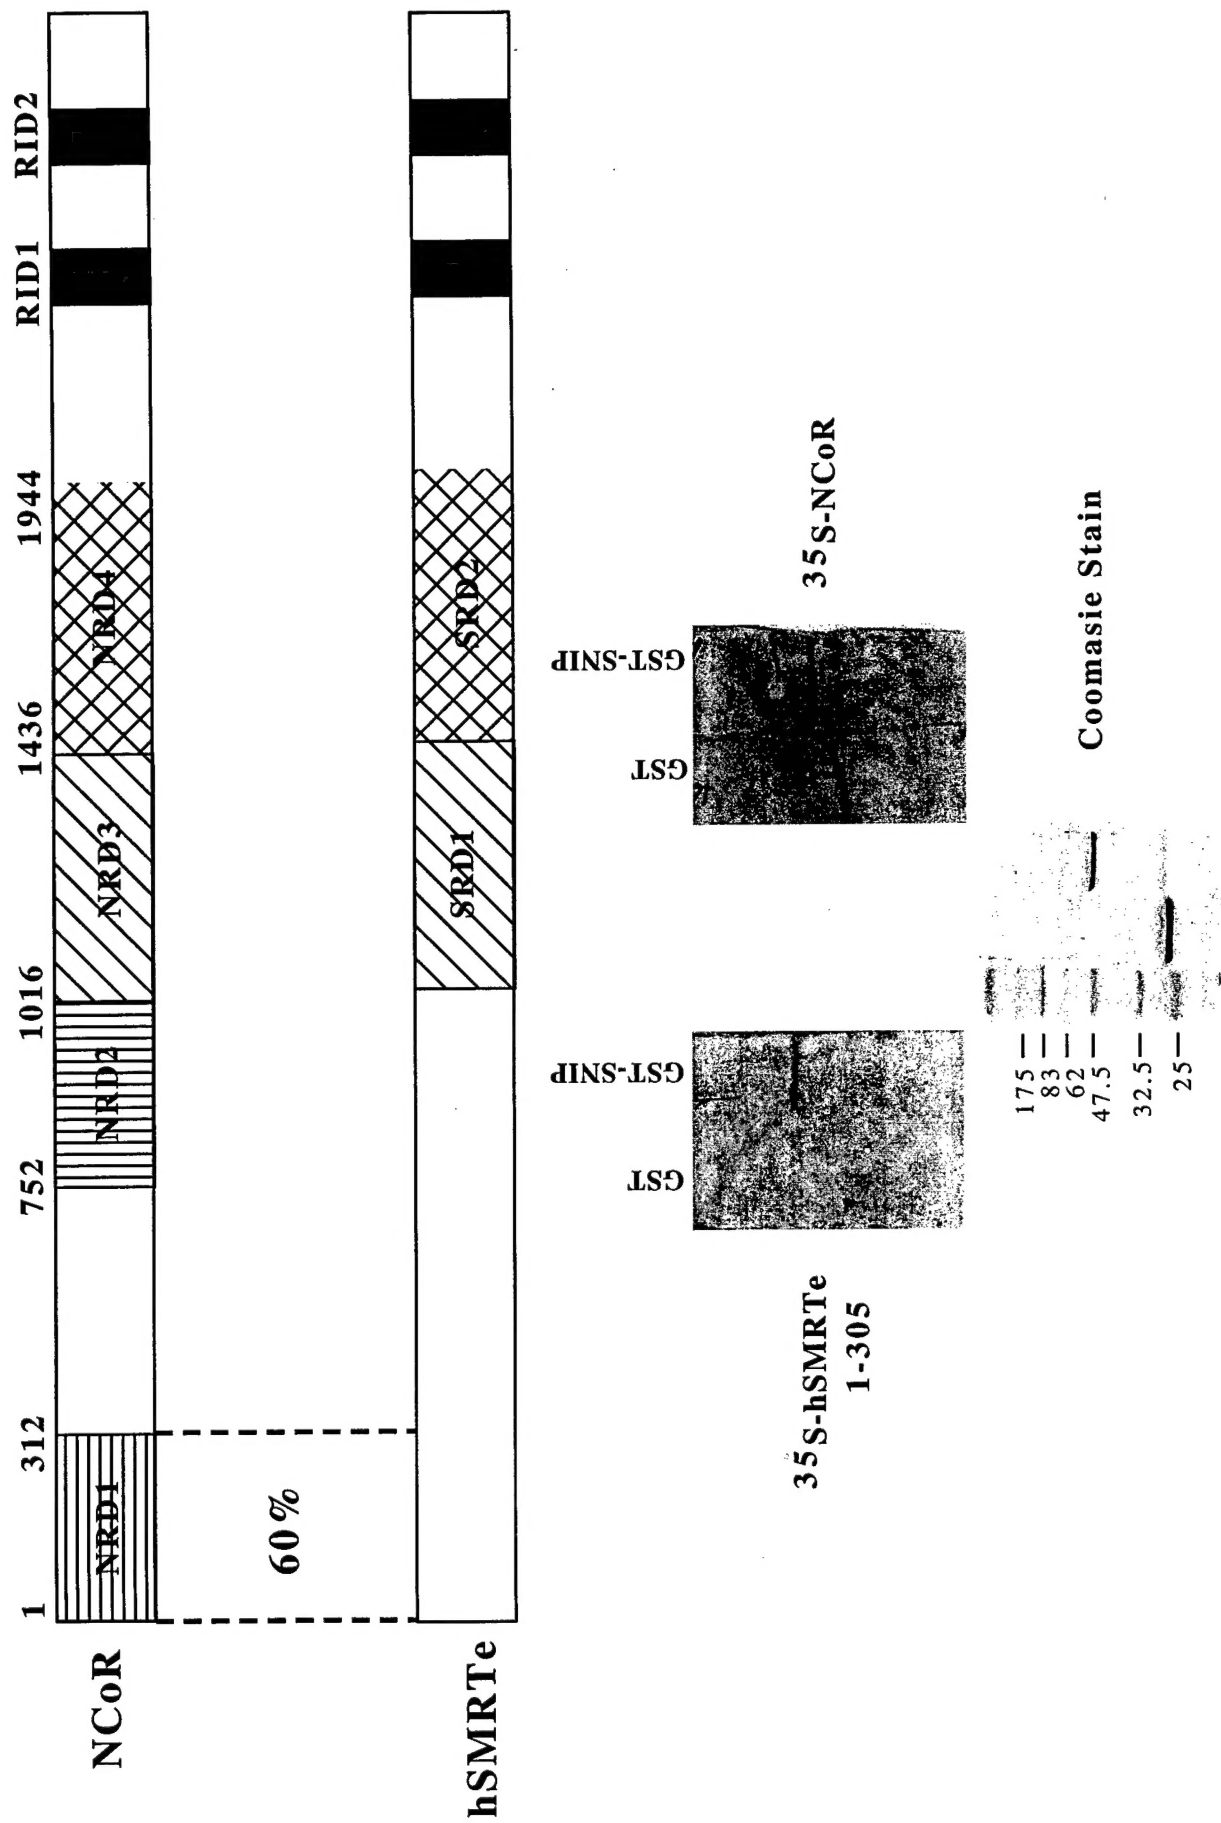 1 312 752 1016 1436 1944 RID1 RID2
NCoR NRD1 NRD2 NRD3 NRD4
60%
hSMRTe SRD1 SRD2
GST GST-SNIP GST GST-SNIP
35S-hSMRTe
1-305
35S-NCoR
175
83
62
47.5
32.5
25
Coomasie Stain